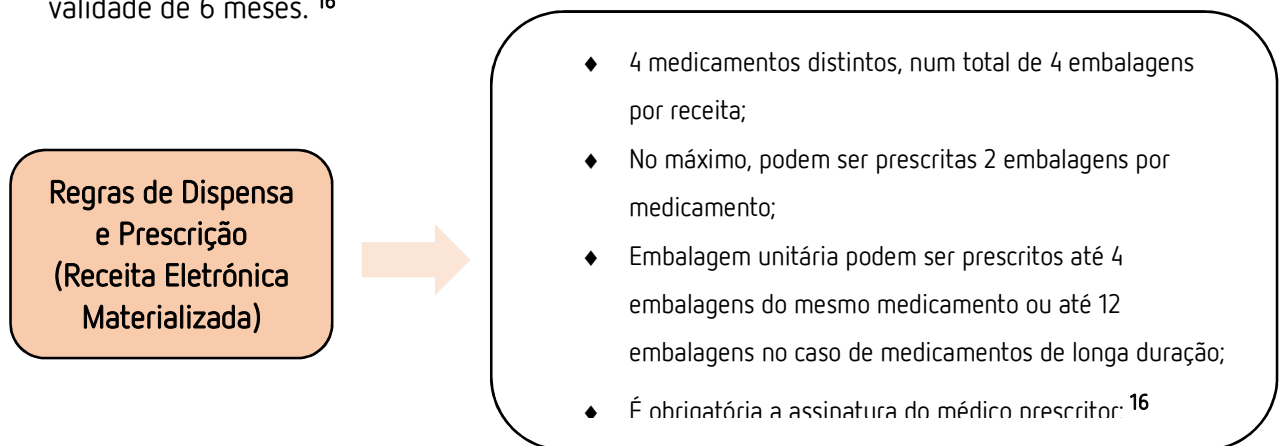 validade de 6 meses. 16
Regras de Dispensa
e Prescrição
(Receita Eletrónica
Materializada)
♦ 4 medicamentos distintos, num total de 4 embalagens
por receita;
♦ No máximo, podem ser prescritas 2 embalagens por
medicamento;
♦ Embalagem unitária podem ser prescritos até 4
embalagens do mesmo medicamento ou até 12
embalagens no caso de medicamentos de longa duração;
♦ É obrigatória a assinatura do médico prescritor; 16